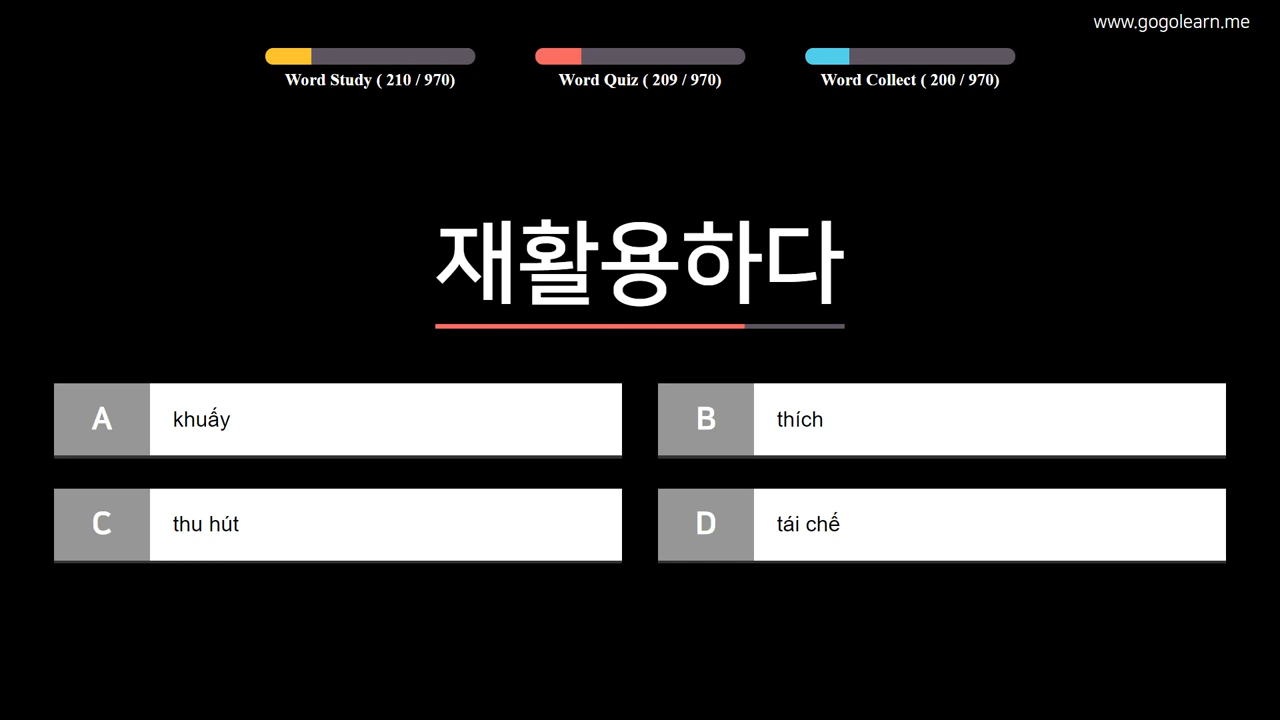 www.gogolearn.me
Word Study ( 210 / 970)
Word Quiz ( 209 / 970)
Word Collect ( 200 / 970)
재활용하다
A khuấy
B thích
C thu hút
D tái chế